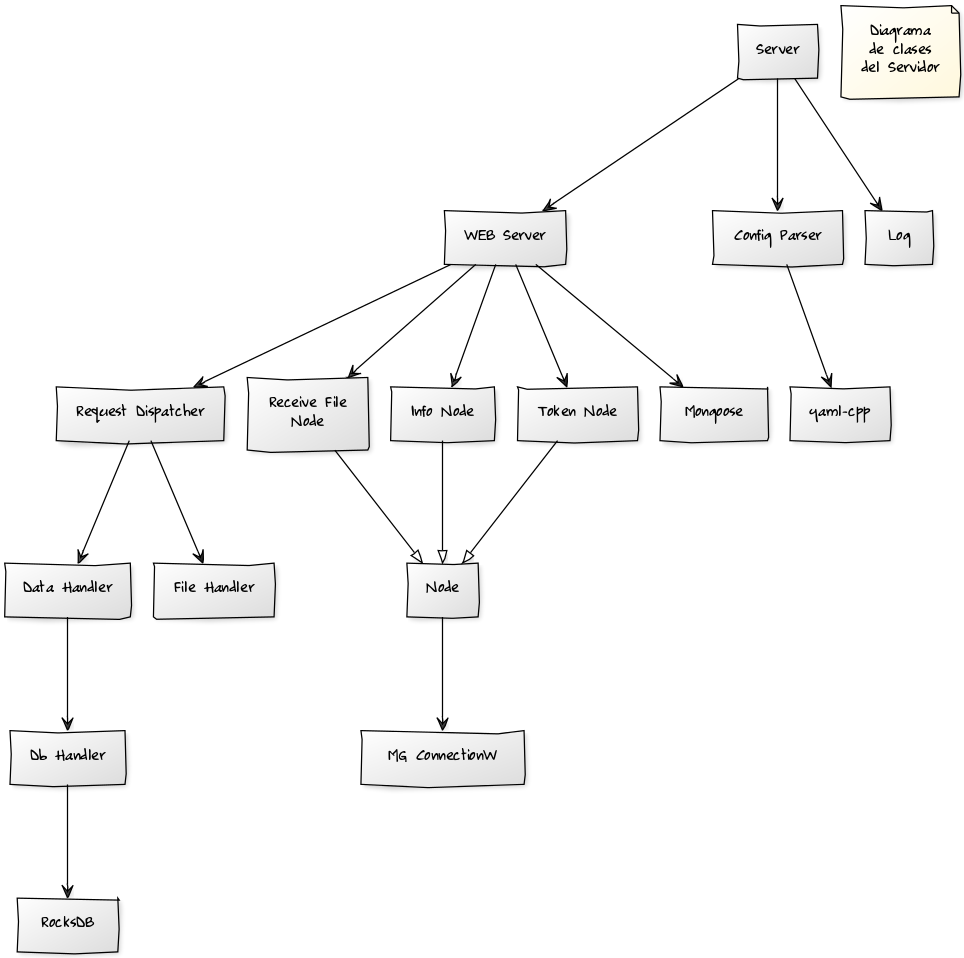 Server
Diagrama
de clases
del Servidor
WEB Server
Config Parser
Log
Request Dispatcher
Receive File
Node
Info Node
Token Node
Mongoose
yaml-cpp
Data Handler
File Handler
Node
Db Handler
MG ConnectionW
RocksDB